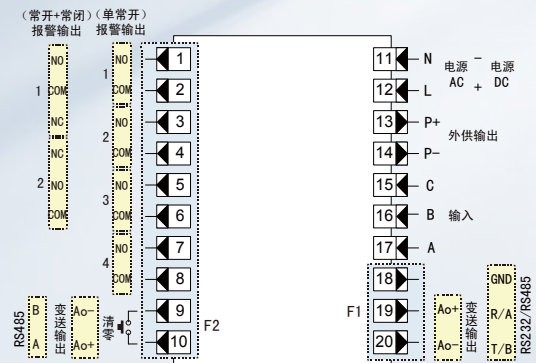 （常开+常闭）（单常开）
报警输出 报警输出
NO
1 COM
NC
NC
2 NO
COM
NO
1
COM
NO
2
COM
NO
3
COM
NO
4
COM
1
2
3
4
5
6
7
8
9
10
F2
RS485
B
A
变送输出
Ao-
Ao+
清零
11 N
12 L
电源 - 电源
AC + DC
13 P+
14 P-
外供输出
15 C
16 B 输入
17 A
18
19
20
F1
Ao+
Ao-
变送输出
GND
R/A
T/B
RS232/RS485